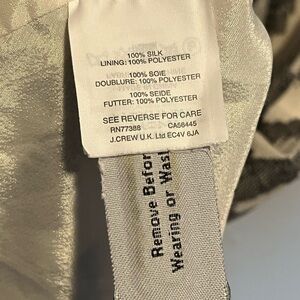 100% SILK
LINING: 100% POLYESTER
100% SOIE
DOUBLURE: 100% POLYESTER
100% SEIDE
FUTTER: 100% POLYESTER
SEE REVERSE FOR CARE
RN77388 CA56445
J.CREW U.K. Ltd EC4V 6JA
Remove Before
Wearing or Wash